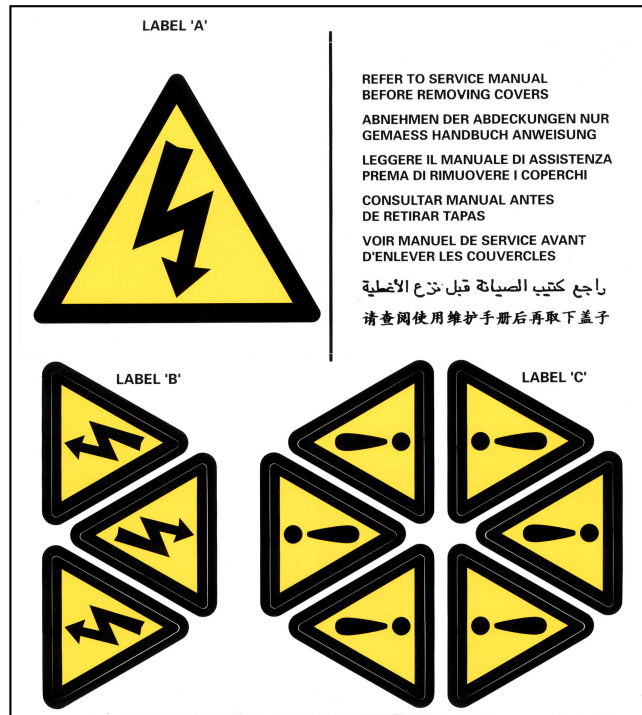 LABEL 'A'
REFER TO SERVICE MANUAL
BEFORE REMOVING COVERS
ABNEHMEN DER ABDECKUNGEN NUR
GEMAESS HANDBUCH ANWEISUNG
LEGGERE IL MANUALE DI ASSISTENZA
PREMA DI RIMUOVERE I COPERCHI
CONSULTAR MANUAL ANTES
DE RETIRAR TAPAS
VOIR MANUEL DE SERVICE AVANT
D'ENLEVER LES COUVERCLES
راجع كتيب الصيانة قبل نزع الأغطية
请查阅使用维护手册后再取下盖子
LABEL 'B'
LABEL 'C'